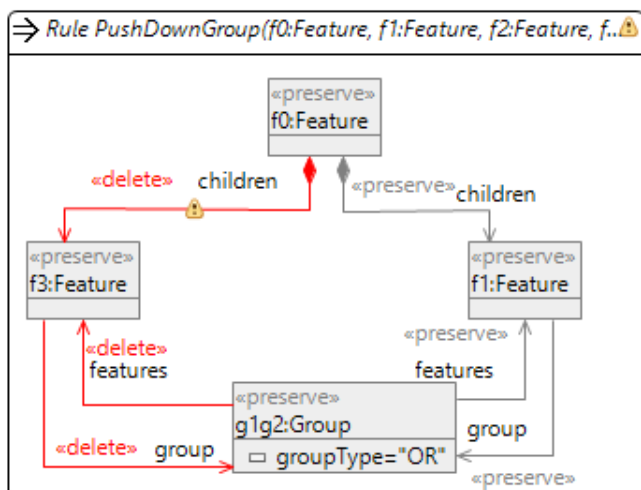 Rule PushDownGroup(f0:Feature, f1:Feature, f2:Feature, f..
«preserve»
f0:Feature
«delete» children
«preserve» children
«preserve»
f3:Feature
«preserve»
f1:Feature
«delete»
features
«preserve»
features
«preserve»
g1g2:Group
groupType="OR"
«delete» group
group
«preserve»